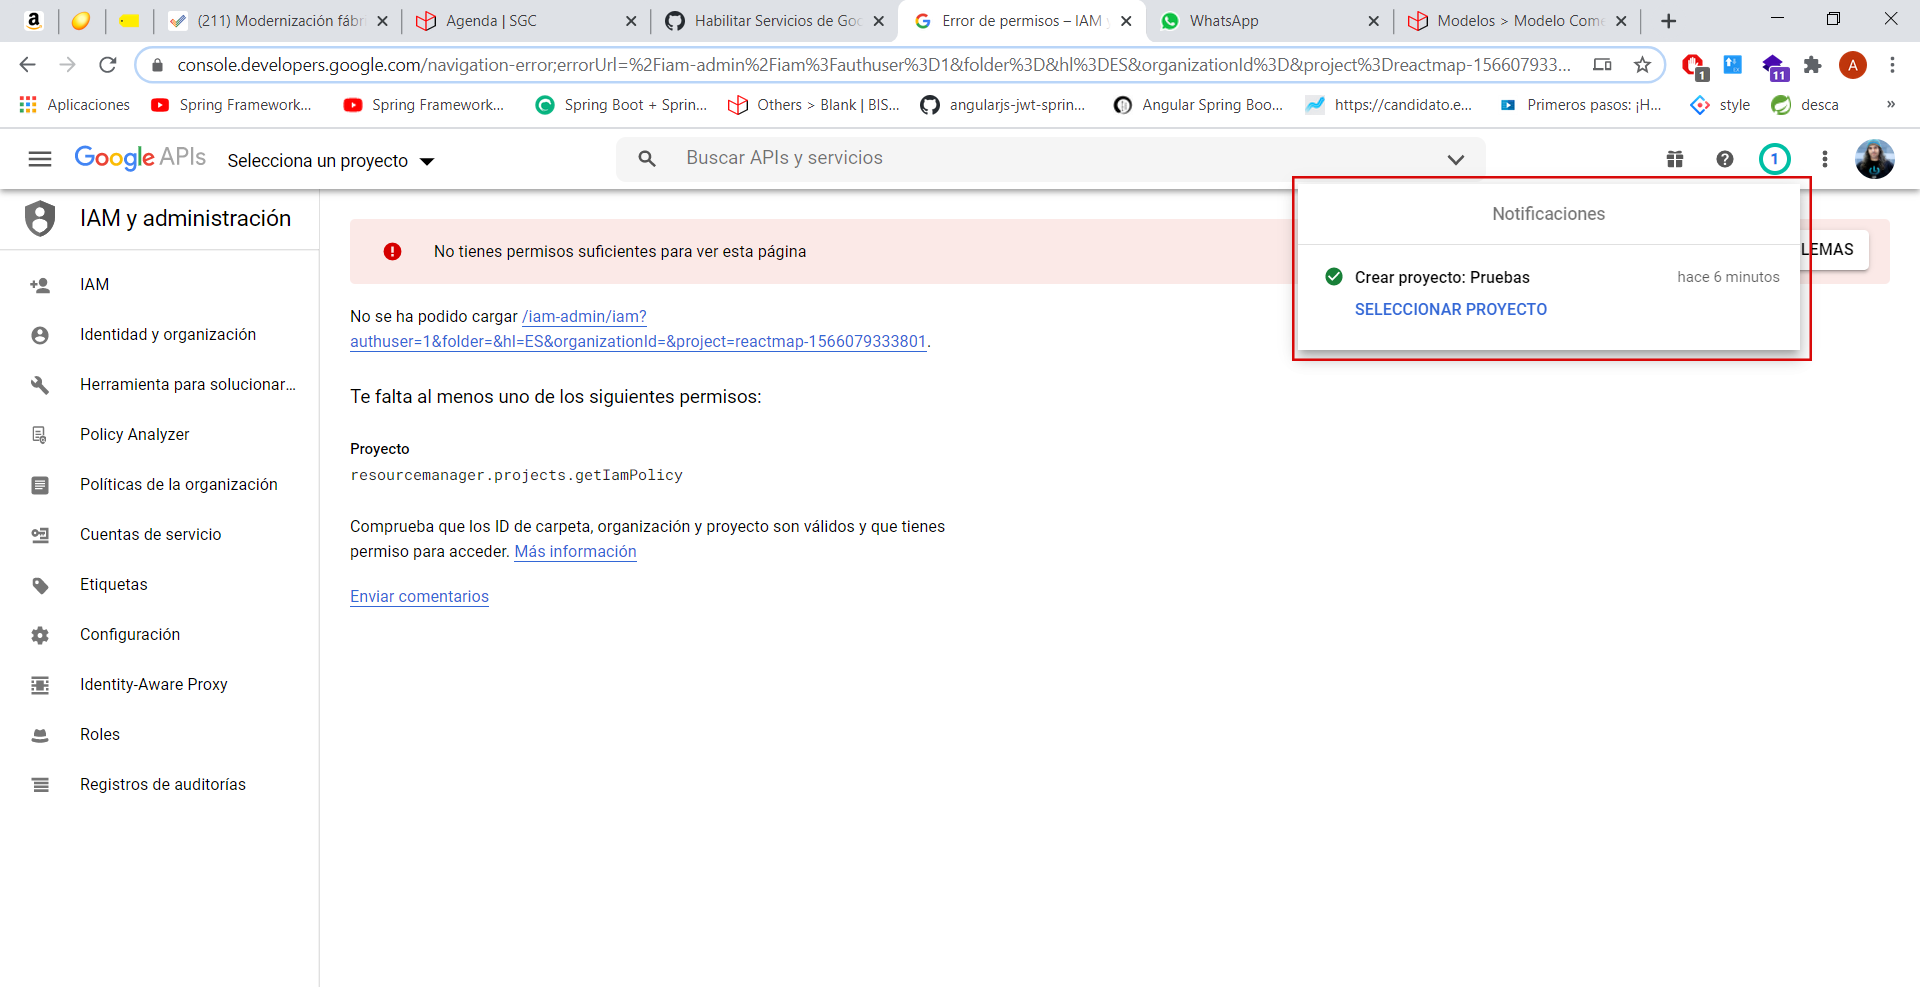 (211) Modernización fábri
Agenda | SGC
Habilitar Servicios de Goo
Error de permisos – IAM y
WhatsApp
Modelos > Modelo Come
console.developers.google.com/navigation-error;errorUrl=%2Fiam-admin%2Fiam%3Fauthuser%3D1&folder%3D&hl%3DES&organizationId%3D&project%3Dreactmap-156607933...
1
11
A
Aplicaciones
Spring Framework...
Spring Framework...
Spring Boot + Sprin...
Others > Blank | BIS...
angularjs-jwt-sprin...
Angular Spring Boo...
https://candidato.e...
Primeros pasos: ¡H...
style
desca
»
Google APIs
Selecciona un proyecto
Buscar APIs y servicios
1
IAM y administración
IAM
Identidad y organización
Herramienta para solucionar...
Policy Analyzer
Políticas de la organización
Cuentas de servicio
Etiquetas
Configuración
Identity-Aware Proxy
Roles
Registros de auditorías
No tienes permisos suficientes para ver esta página
LEMAS
Notificaciones
Crear proyecto: Pruebas
hace 6 minutos
SELECCIONAR PROYECTO
No se ha podido cargar /iam-admin/iam?
authuser=1&folder=&hl=ES&organizationId=&project=reactmap-1566079333801.
Te falta al menos uno de los siguientes permisos:
Proyecto
resourcemanager.projects.getIamPolicy
Comprueba que los ID de carpeta, organización y proyecto son válidos y que tienes
permiso para acceder. Más información
Enviar comentarios